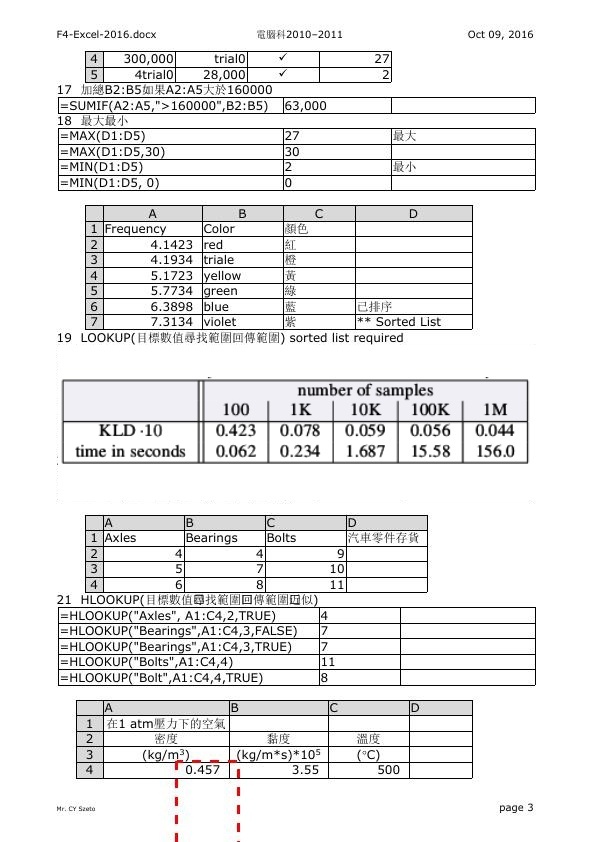 F4-Excel-2016.docx 電腦科2010–2011 Oct 09, 2016
4 300,000 trial0 ✓ 27
5 4trial0 28,000 ✓ 2
17 加總B2:B5如果A2:A5大於160000
=SUMIF(A2:A5,">160000",B2:B5) 63,000
18 最大最小
=MAX(D1:D5) 27 最大
=MAX(D1:D5,30) 30
=MIN(D1:D5) 2 最小
=MIN(D1:D5, 0) 0
A B C D
1 Frequency Color 顏色
2 4.1423 red 紅
3 4.1934 triale 橙
4 5.1723 yellow 黃
5 5.7734 green 綠
6 6.3898 blue 藍 已排序
7 7.3134 violet 紫 ** Sorted List
19 LOOKUP(目標數值尋找範圍回傳範圍) sorted list required
number of samples
100 1K 10K 100K 1M
KLD ·10 0.423 0.078 0.059 0.056 0.044
time in seconds 0.062 0.234 1.687 15.58 156.0
A B C D
1 Axles Bearings Bolts 汽車零件存貨
2 4 4 9
3 5 7 10
4 6 8 11
21 HLOOKUP(目標數值尋找範圍回傳範圍近似)
=HLOOKUP("Axles", A1:C4,2,TRUE) 4
=HLOOKUP("Bearings",A1:C4,3,FALSE) 7
=HLOOKUP("Bearings",A1:C4,3,TRUE) 7
=HLOOKUP("Bolts",A1:C4,4) 11
=HLOOKUP("Bolt",A1:C4,4,TRUE) 8
A B C D
1 在1 atm壓力下的空氣
2 密度 黏度 溫度
3 (kg/m³) (kg/m*s)*10⁵ (°C)
4 0.457 3.55 500
Mr. CY Szeto page 3